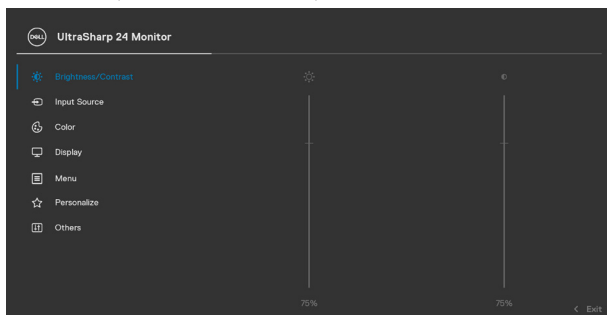 DELL UltraSharp 24 Monitor
Brightness/Contrast
Input Source
Color
Display
Menu
Personalize
Others
75% 75%
Exit